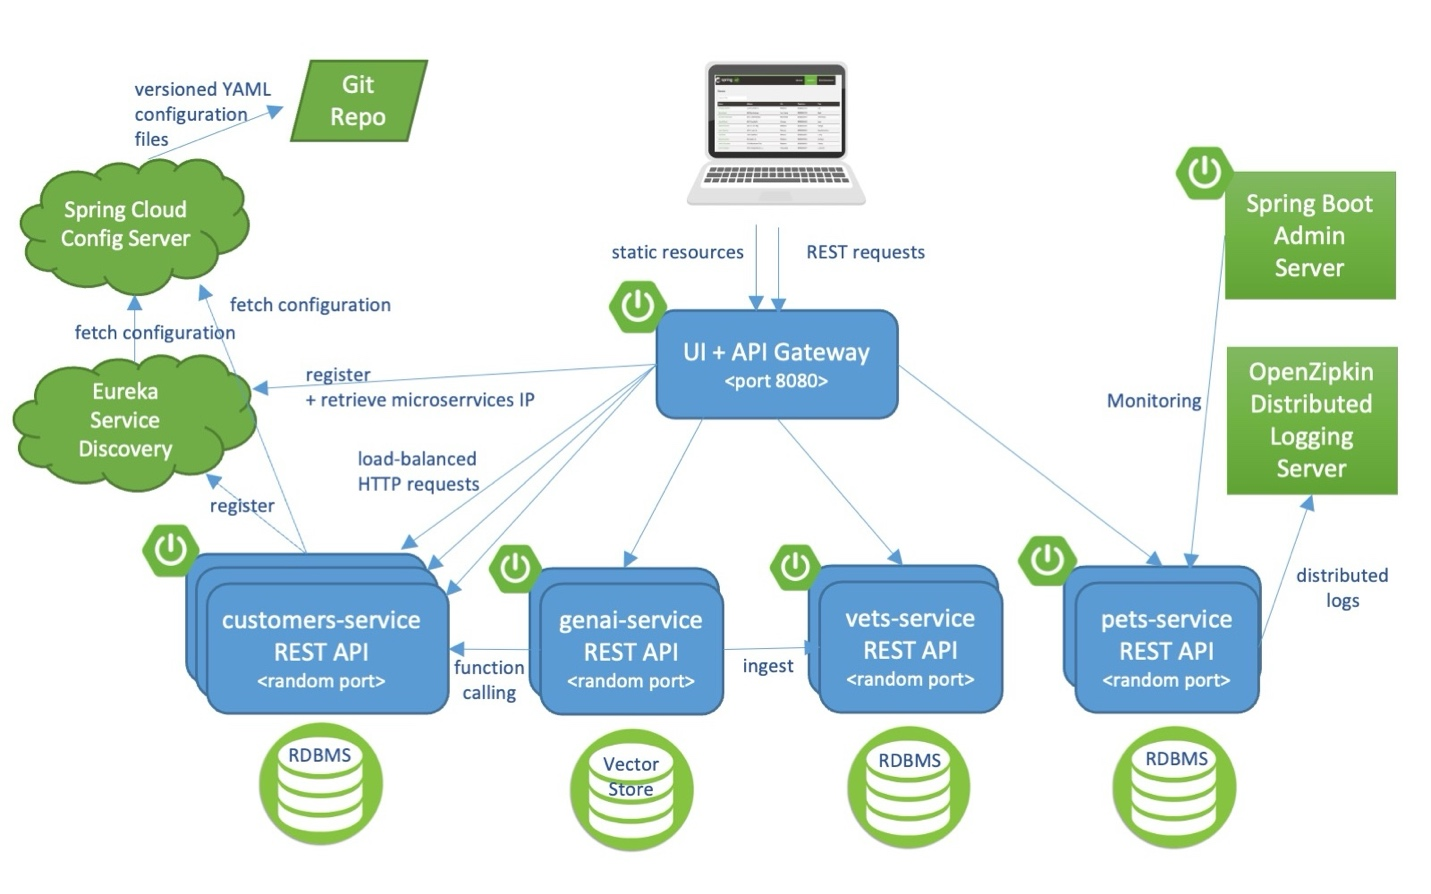 versioned YAML
configuration
files
Git
Repo
Spring Cloud
Config Server
static resources
REST requests
Spring Boot
Admin
Server
fetch configuration
fetch configuration
UI + API Gateway
<port 8080>
Eureka
Service
Discovery
register
+ retrieve microserrvices IP
Monitoring
OpenZipkin
Distributed
Logging
Server
load-balanced
HTTP requests
register
customers-service
REST API
<random port>
function
calling
genai-service
REST API
<random port>
ingest
vets-service
REST API
<random port>
pets-service
REST API
<random port>
distributed
logs
RDBMS
Vector
Store
RDBMS
RDBMS